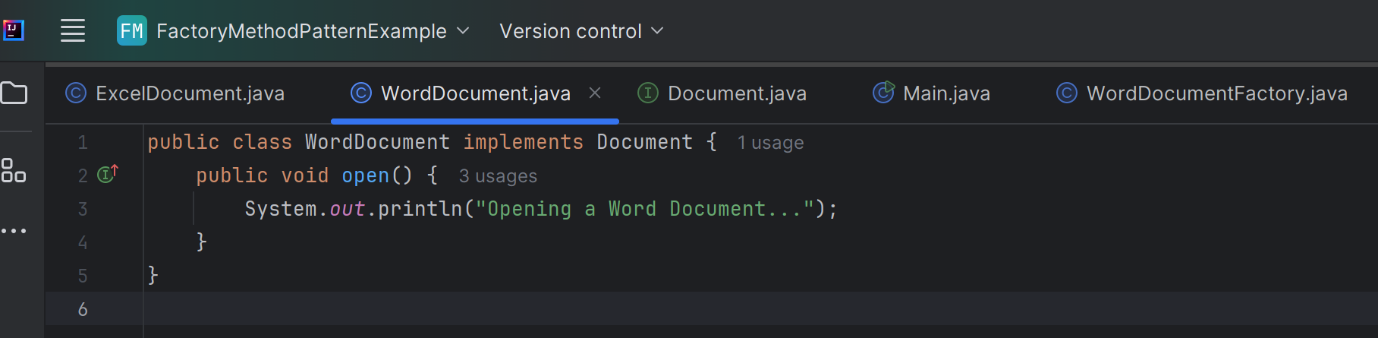 IJ FM FactoryMethodPatternExample Version control
C ExcelDocument.java C WordDocument.java I Document.java C Main.java C WordDocumentFactory.java
1 public class WordDocument implements Document { 1 usage
2 I public void open() { 3 usages
3 System.out.println("Opening a Word Document...");
4 }
5 }
6